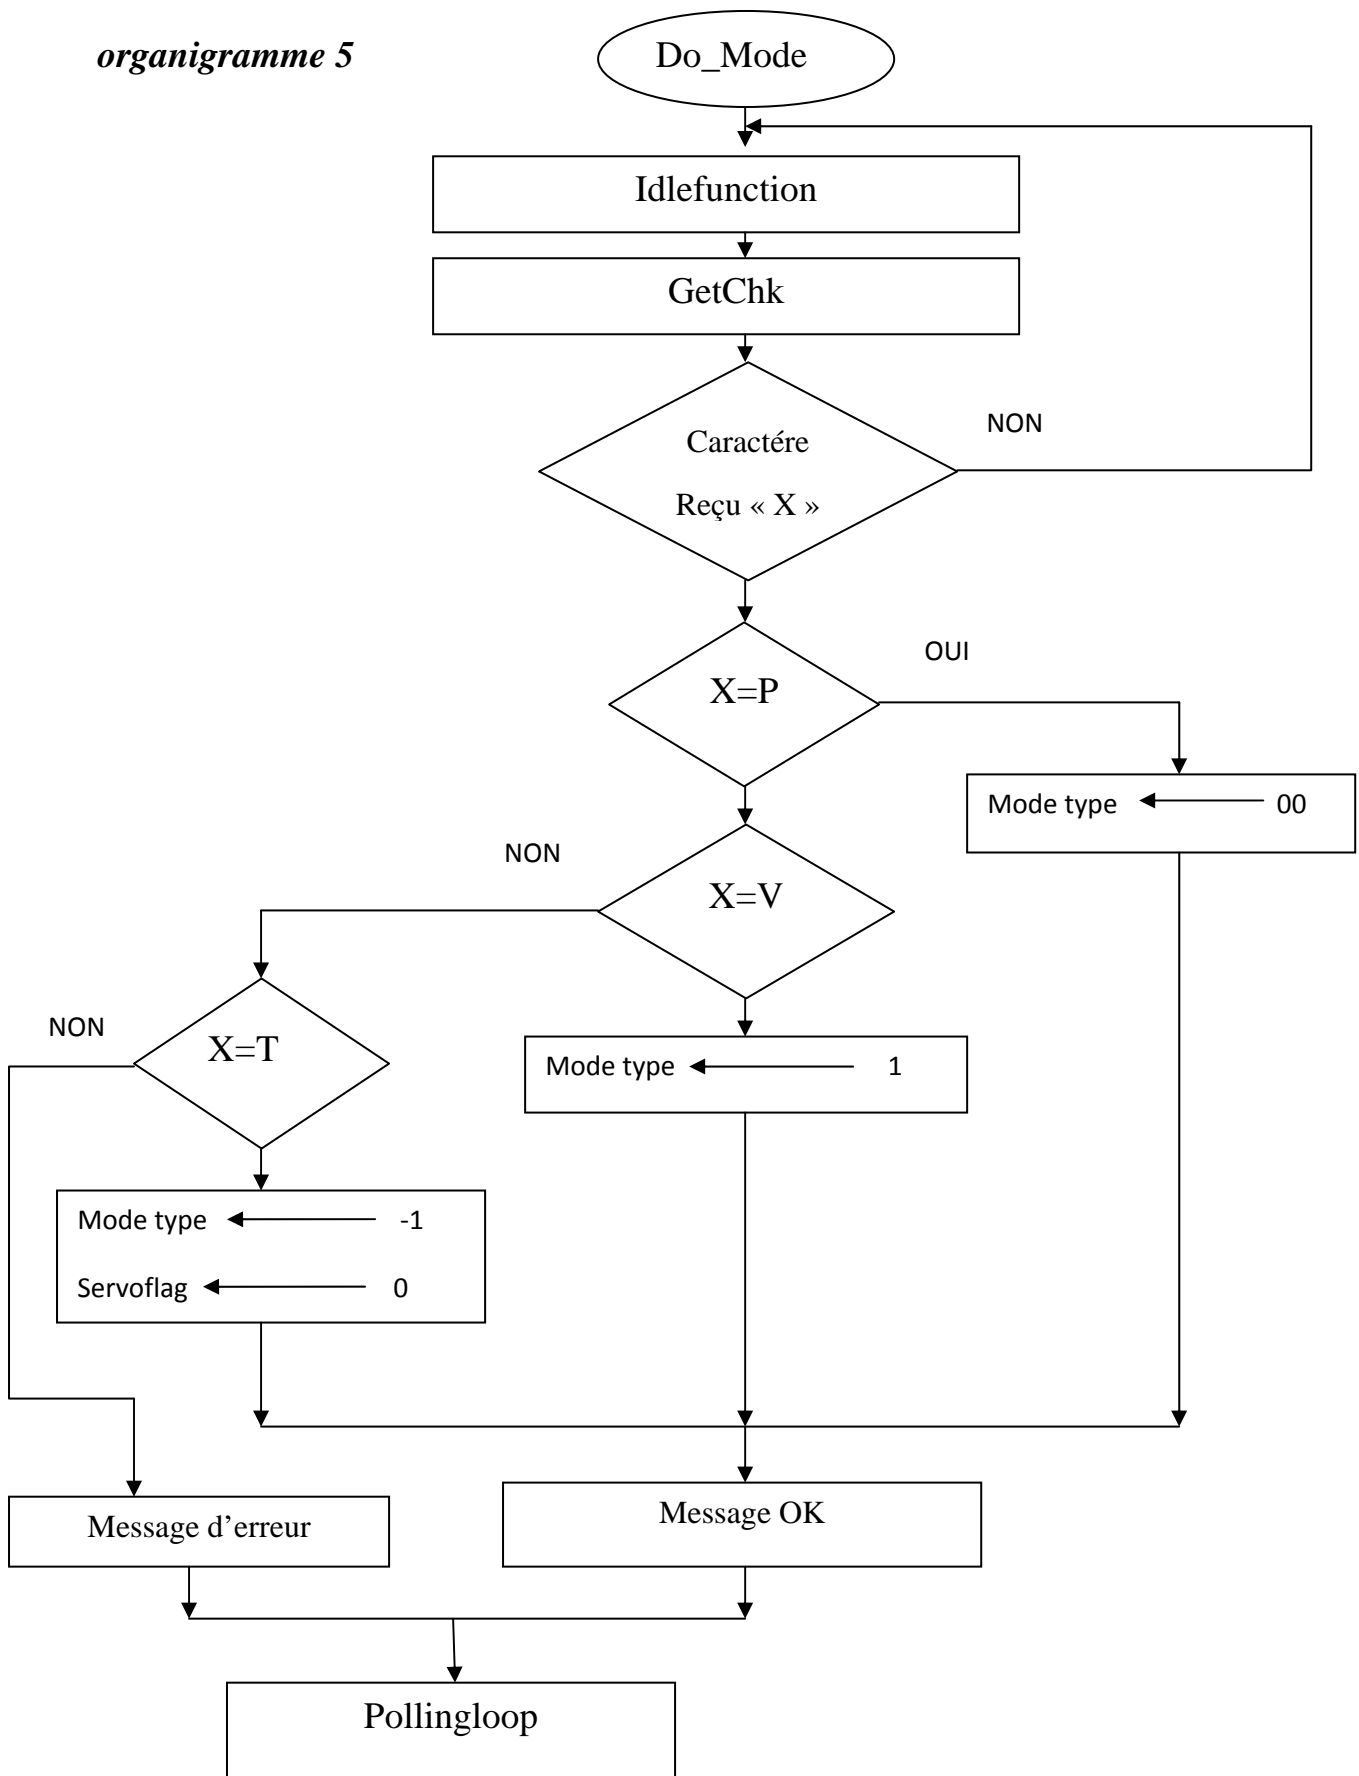 organigramme 5
Do_Mode
Idlefunction
GetChk
Caractére
Reçu « X »
NON
X=P
OUI
Mode type 00
X=V
NON
X=T
NON
Mode type 1
Mode type -1
Servoflag 0
Message d’erreur
Message OK
Pollingloop